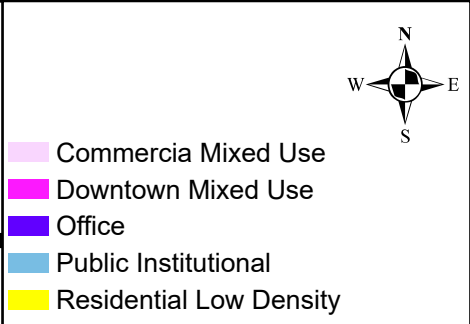 N
W E
S
Commercia Mixed Use
Downtown Mixed Use
Office
Public Institutional
Residential Low Density